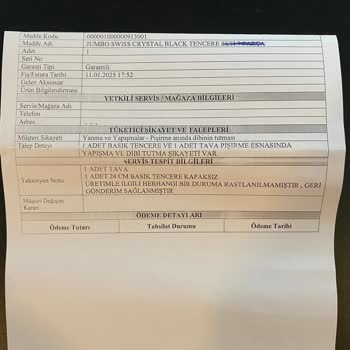 Madde Kodu 000001000000913001
Madde Adı JUMBO SWISS CRYSTAL BLACK TENCERE
Adet 1
Seri No
Garanti Tipi Garantili
Fiş/Fatura Tarihi 11.01.2025 17:52
Gelen Aksesuar
Ürün Bilgilendirmesi
YETKİLİ SERVİS / MAĞAZA BİLGİLERİ
Servis/Mağaza Adı
Telefon
Adres , , ,
TÜKETİCİ ŞİKAYET VE TALEPLERİ
Müşteri Şikayeti Yanma ve Yapışmalar - Pişirme anında dibinin tutması
Talep Detayı 1 ADET BASIK TENCERE VE 1 ADET TAVA PİŞİRME ESNASINDA
YAPIŞMA VE DİBİ TUTMA ŞİKAYETİ VAR.
SERVİS TESPİT BİLGİLERİ
Teknisyen Notu 1 ADET TAVA
1 ADET 24 CM BASIK TENCERE KAPAKSIZ
ÜRETİMLE İLGİLİ HERHANGİ BİR DURUMA RASTLANILMAMIŞTIR , GERİ
GÖNDERİM SAĞLANMIŞTIR
Müşteri Değişim
Kararı
ÖDEME DETAYLARI
Ödeme Tutarı Tahsilat Durumu Ödeme Tarihi